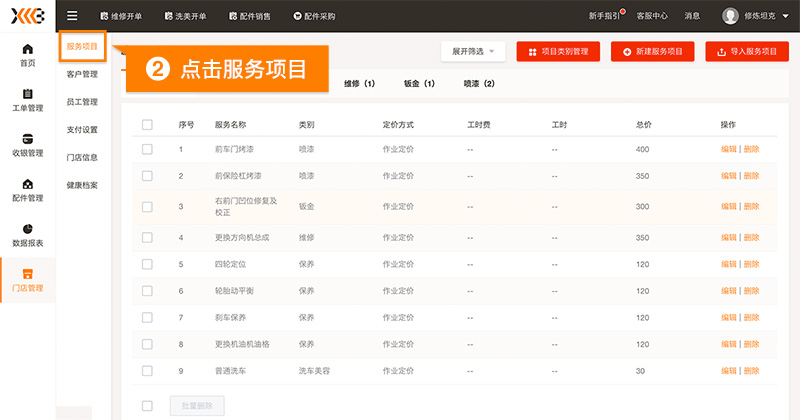 维修开单 洗美开单 配件销售 配件采购 新手指引 客服中心 消息 修炼坦克
首页
工单管理
收银管理
配件管理
数据报表
门店管理
服务项目
客户管理
员工管理
支付设置
门店信息
健康档案
2 点击服务项目
展开筛选 项目类别管理 新建服务项目 导入服务项目
维修（1） 钣金（1） 喷漆（2）
序号 服务名称 类别 定价方式 工时费 工时 总价 操作
1 前车门烤漆 喷漆 作业定价 -- -- 400 编辑 | 删除
2 前保险杠烤漆 喷漆 作业定价 -- -- 350 编辑 | 删除
3 右前门凹位修复及
校正 钣金 作业定价 -- -- 300 编辑 | 删除
4 更换方向机总成 维修 作业定价 -- -- 350 编辑 | 删除
5 四轮定位 保养 作业定价 -- -- 120 编辑 | 删除
6 轮胎动平衡 保养 作业定价 -- -- 120 编辑 | 删除
7 刹车保养 保养 作业定价 -- -- 120 编辑 | 删除
8 更换机油机油格 保养 作业定价 -- -- 120 编辑 | 删除
9 普通洗车 洗车美容 作业定价 -- -- 30 编辑 | 删除
批量删除